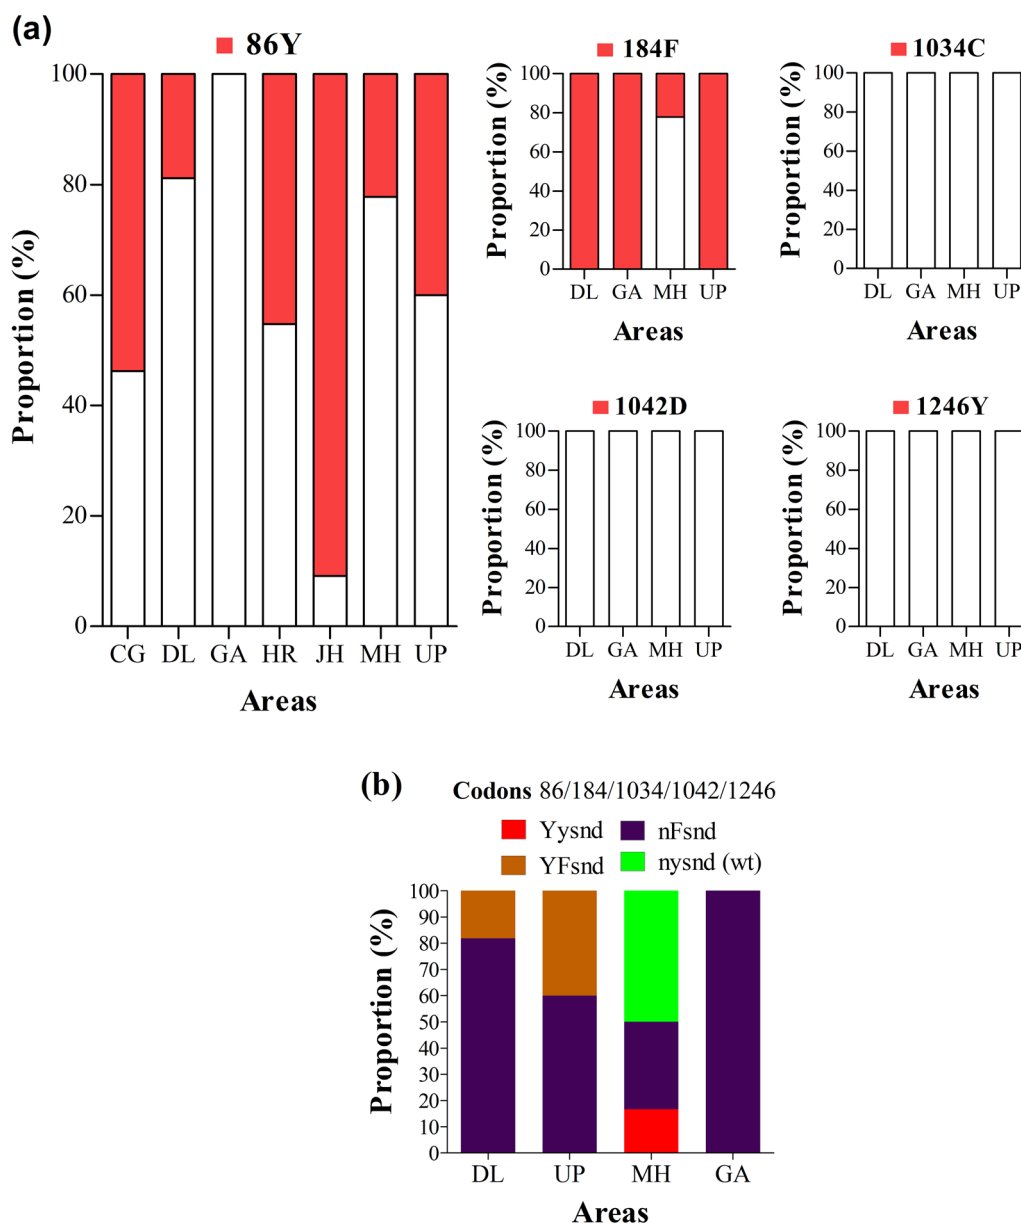 (a)
86Y
Proportion (%)
100
80
60
40
20
0
CG DL GA HR JH MH UP
Areas
184F
Proportion (%)
100
80
60
40
20
0
DL GA MH UP
Areas
1034C
Proportion (%)
100
80
60
40
20
0
DL GA MH UP
Areas
1042D
Proportion (%)
100
80
60
40
20
0
DL GA MH UP
Areas
1246Y
Proportion (%)
100
80
60
40
20
0
DL GA MH UP
Areas
(b)
Codons 86/184/1034/1042/1246
Yysnd nFsnd
YFsnd nysnd (wt)
Proportion (%)
100
90
80
70
60
50
40
30
20
10
0
DL UP MH GA
Areas